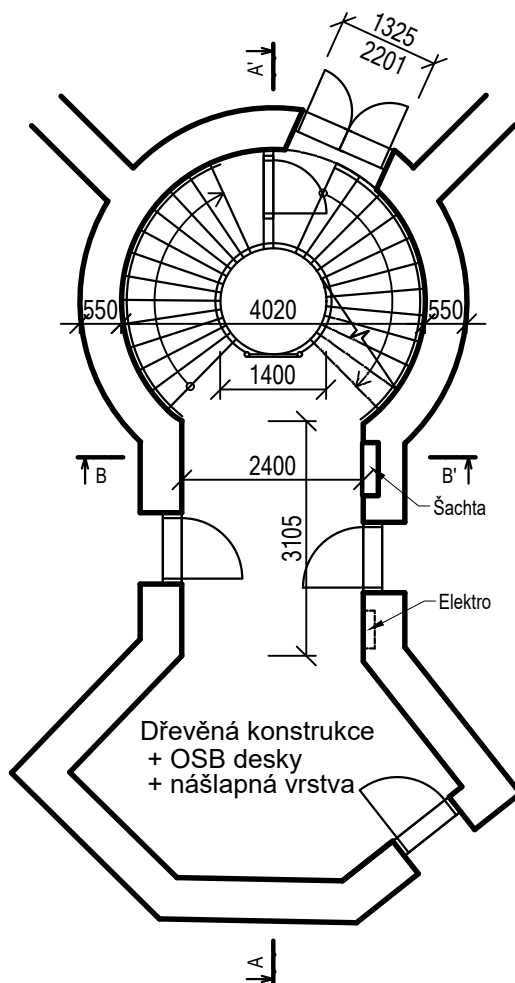 1325
2201
A'
550
4020
550
1400
B
2400
B'
Šachta
3105
Elektro
Dřevěná konstrukce
+ OSB desky
+ nášlapná vrstva
A